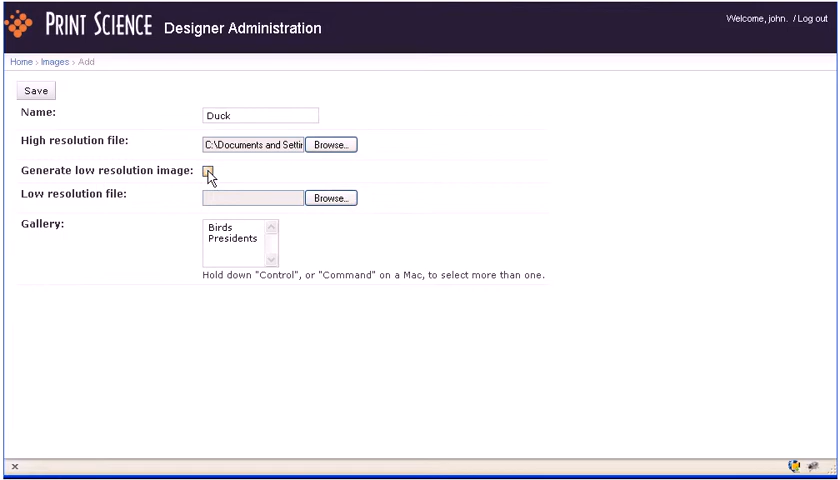 PRINT SCIENCE Designer Administration
Welcome, john. / Log out
Home › Images › Add
Save
Name: Duck
High resolution file: C:\Documents and Settir Browse...
Generate low resolution image:
Low resolution file: Browse...
Gallery: Birds
Presidents
Hold down "Control", or "Command" on a Mac, to select more than one.